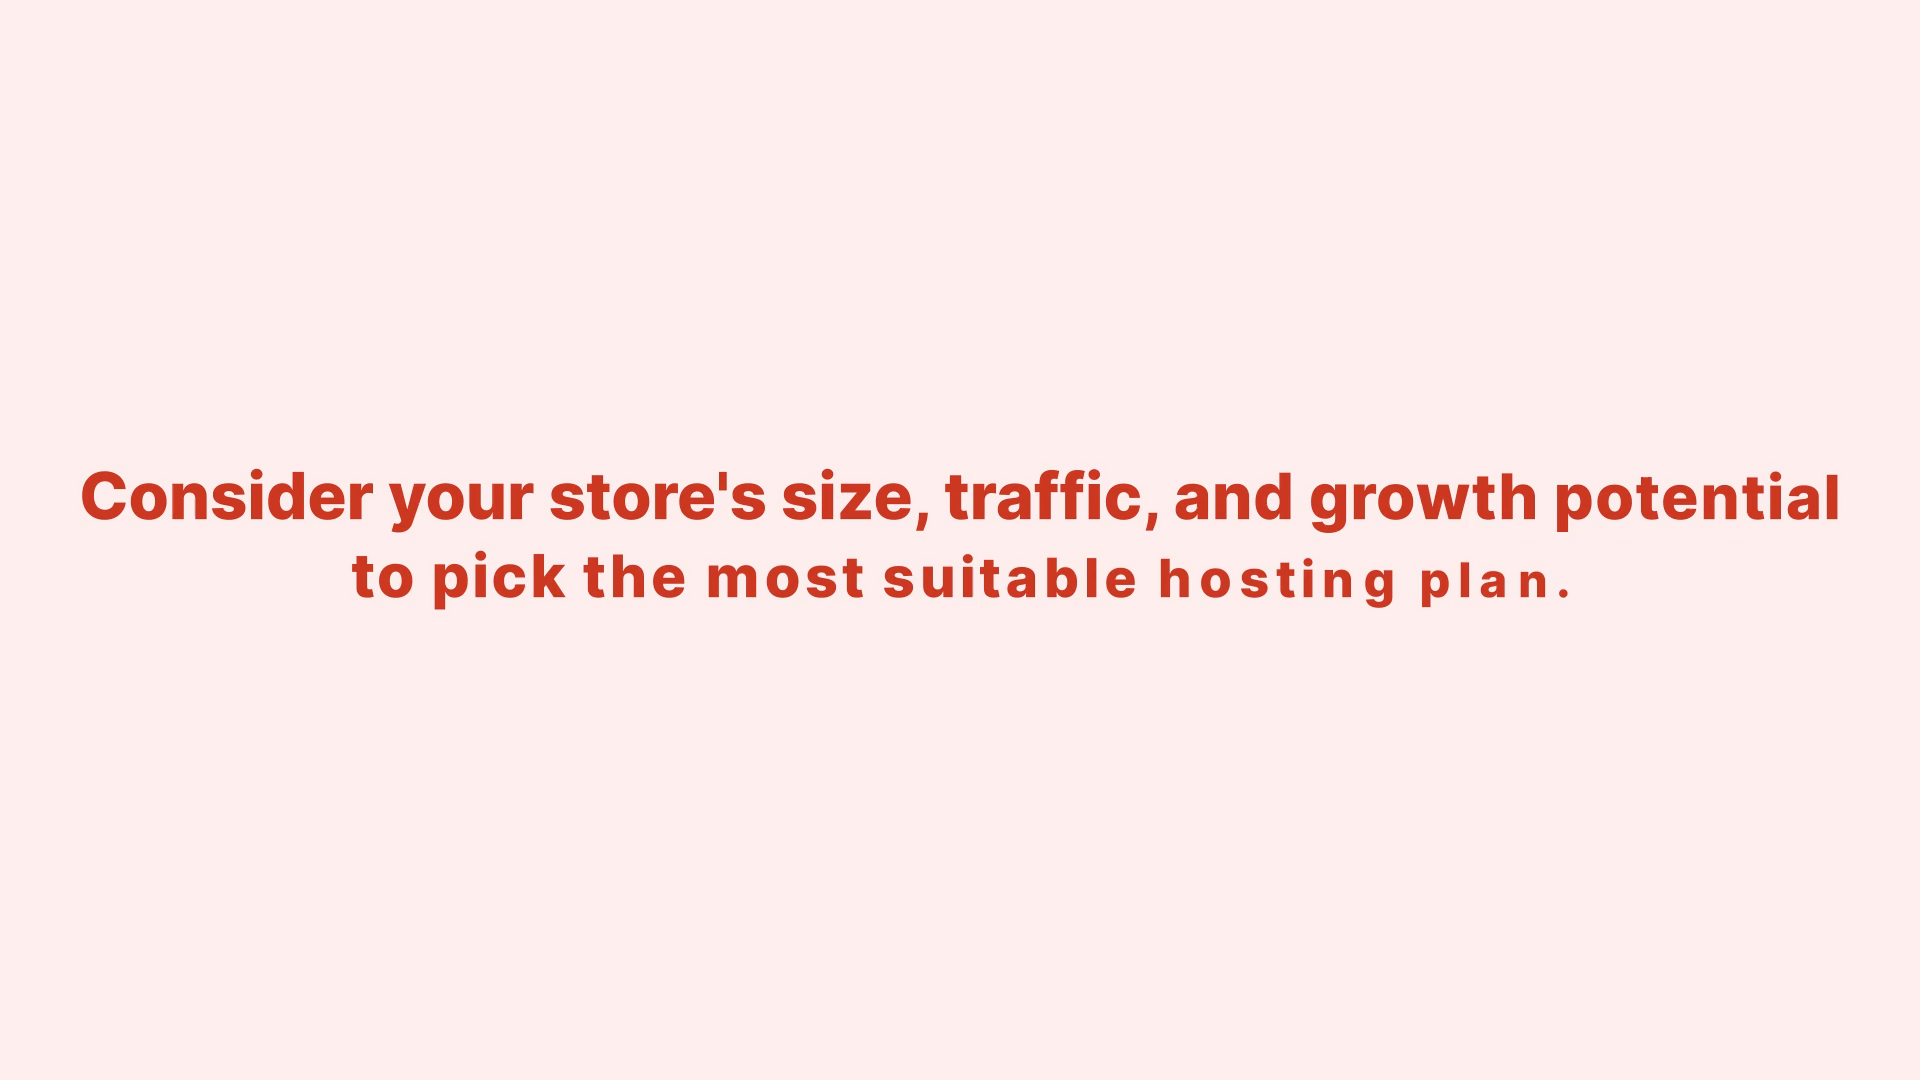 Consider your store's size, traffic, and growth potential
to pick the most suitable hosting plan.